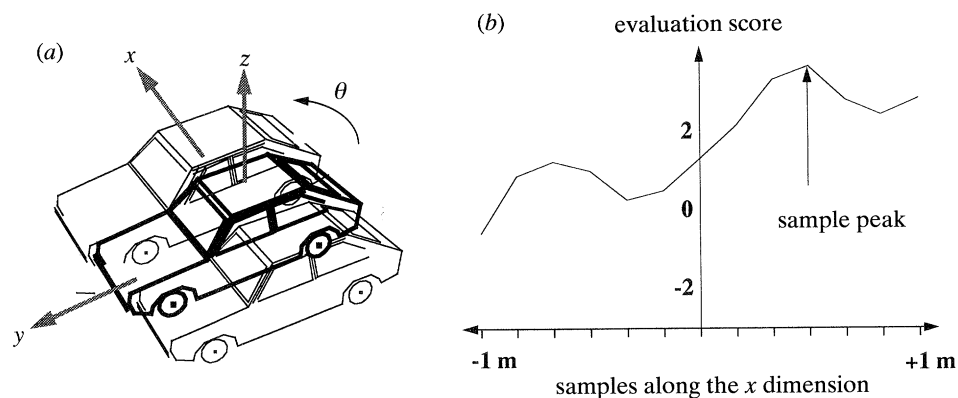 (a)
x
z
θ
y
(b)
evaluation score
2
0
-2
sample peak
-1 m
+1 m
samples along the x dimension